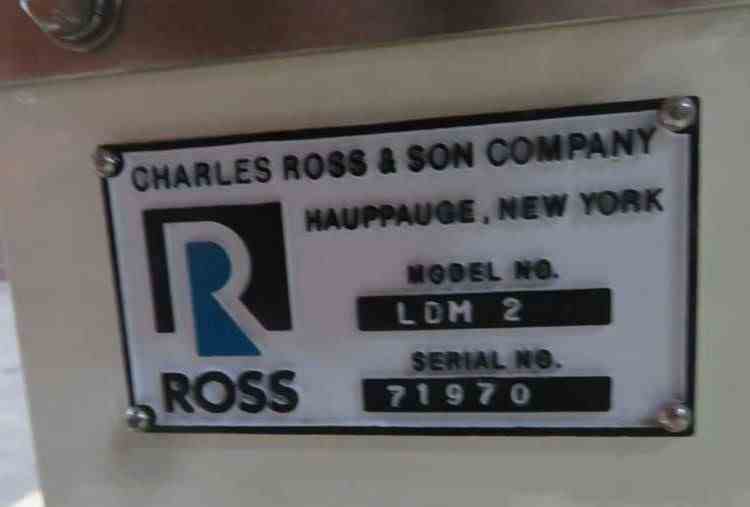 CHARLES ROSS & SON COMPANY
HAUPPAUGE, NEW YORK
MODEL NO.
LDM 2
SERIAL NO.
71970
R
ROSS